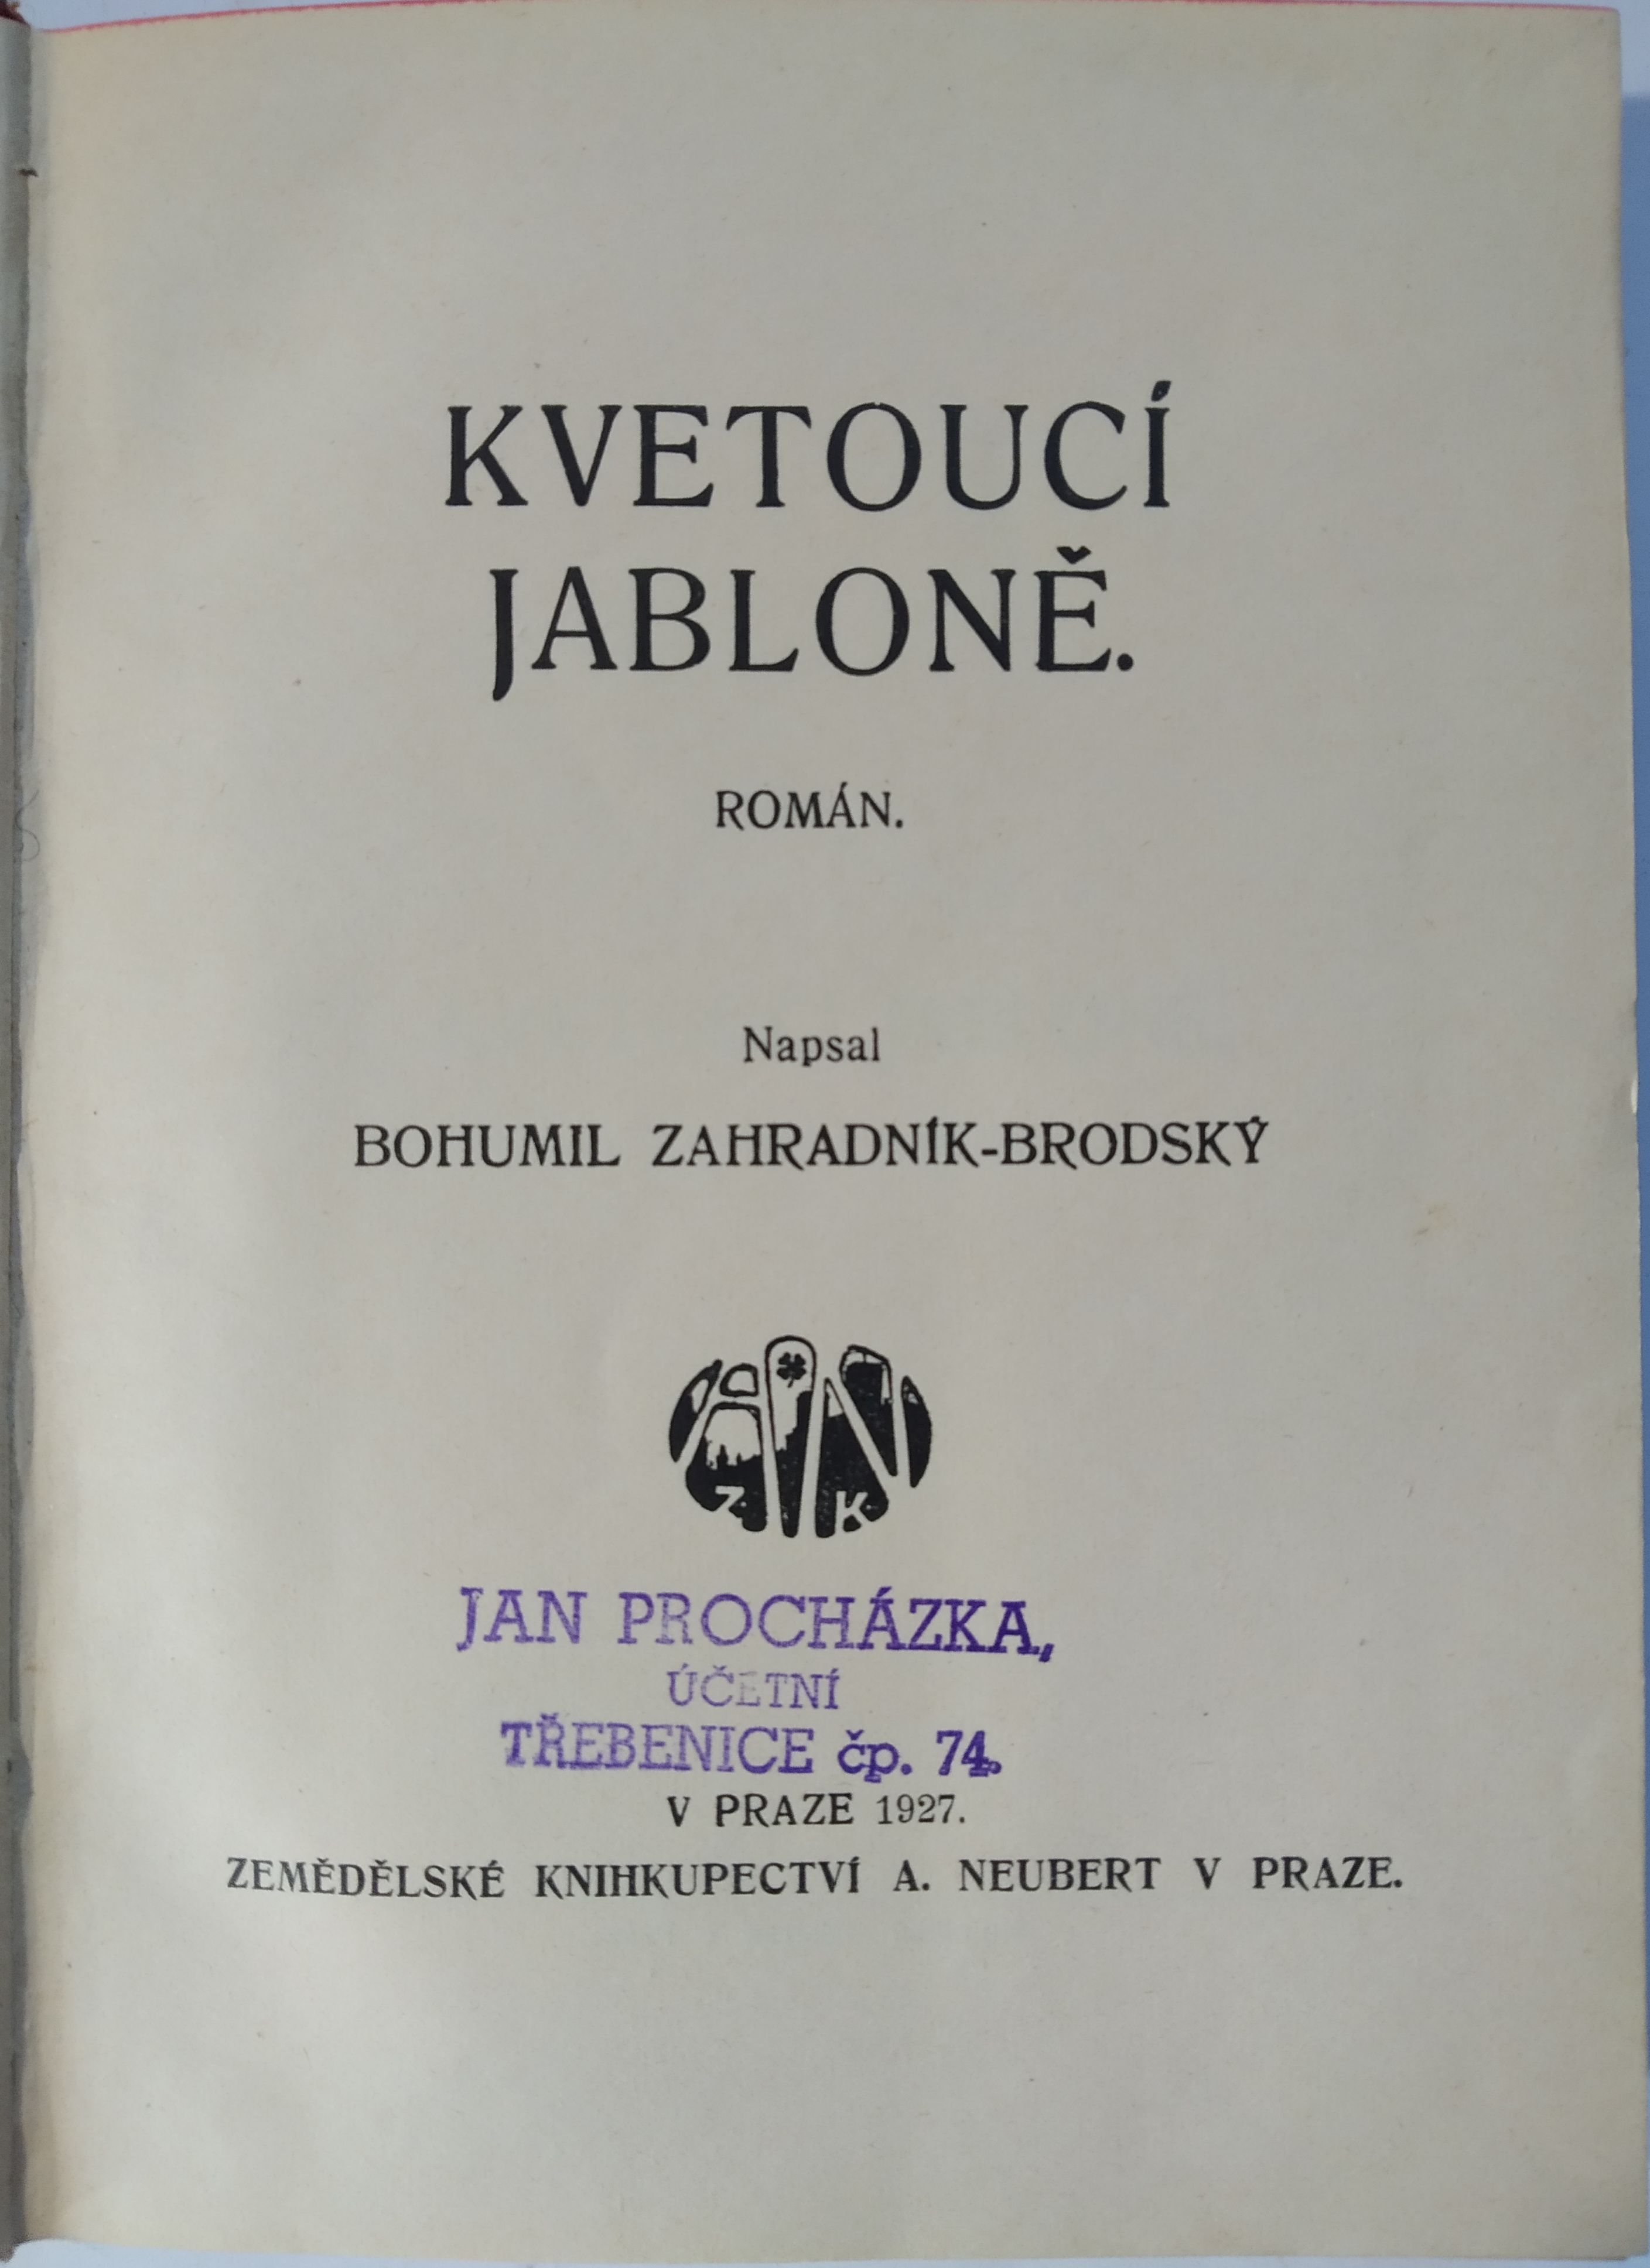 KVETOUCÍ
JABLONĚ.
ROMÁN.
Napsal
BOHUMIL ZAHRADNÍK-BRODSKÝ
AN
Z K
JAN PROCHÁZKA,
ÚČETNÍ
TŘEBENICE čp. 74.
V PRAZE 1927.
ZEMĚDĚLSKÉ KNIHKUPECTVÍ A. NEUBERT V PRAZE.